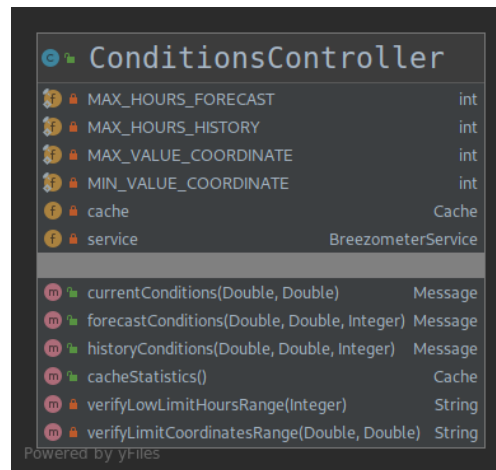 ConditionsController
MAX_HOURS_FORECAST int
MAX_HOURS_HISTORY int
MAX_VALUE_COORDINATE int
MIN_VALUE_COORDINATE int
cache Cache
service BreezometerService
currentConditions(Double, Double) Message
forecastConditions(Double, Double, Integer) Message
historyConditions(Double, Double, Integer) Message
cacheStatistics() Cache
verifyLowLimitHoursRange(Integer) String
verifyLimitCoordinatesRange(Double, Double) String
Powered by yFiles